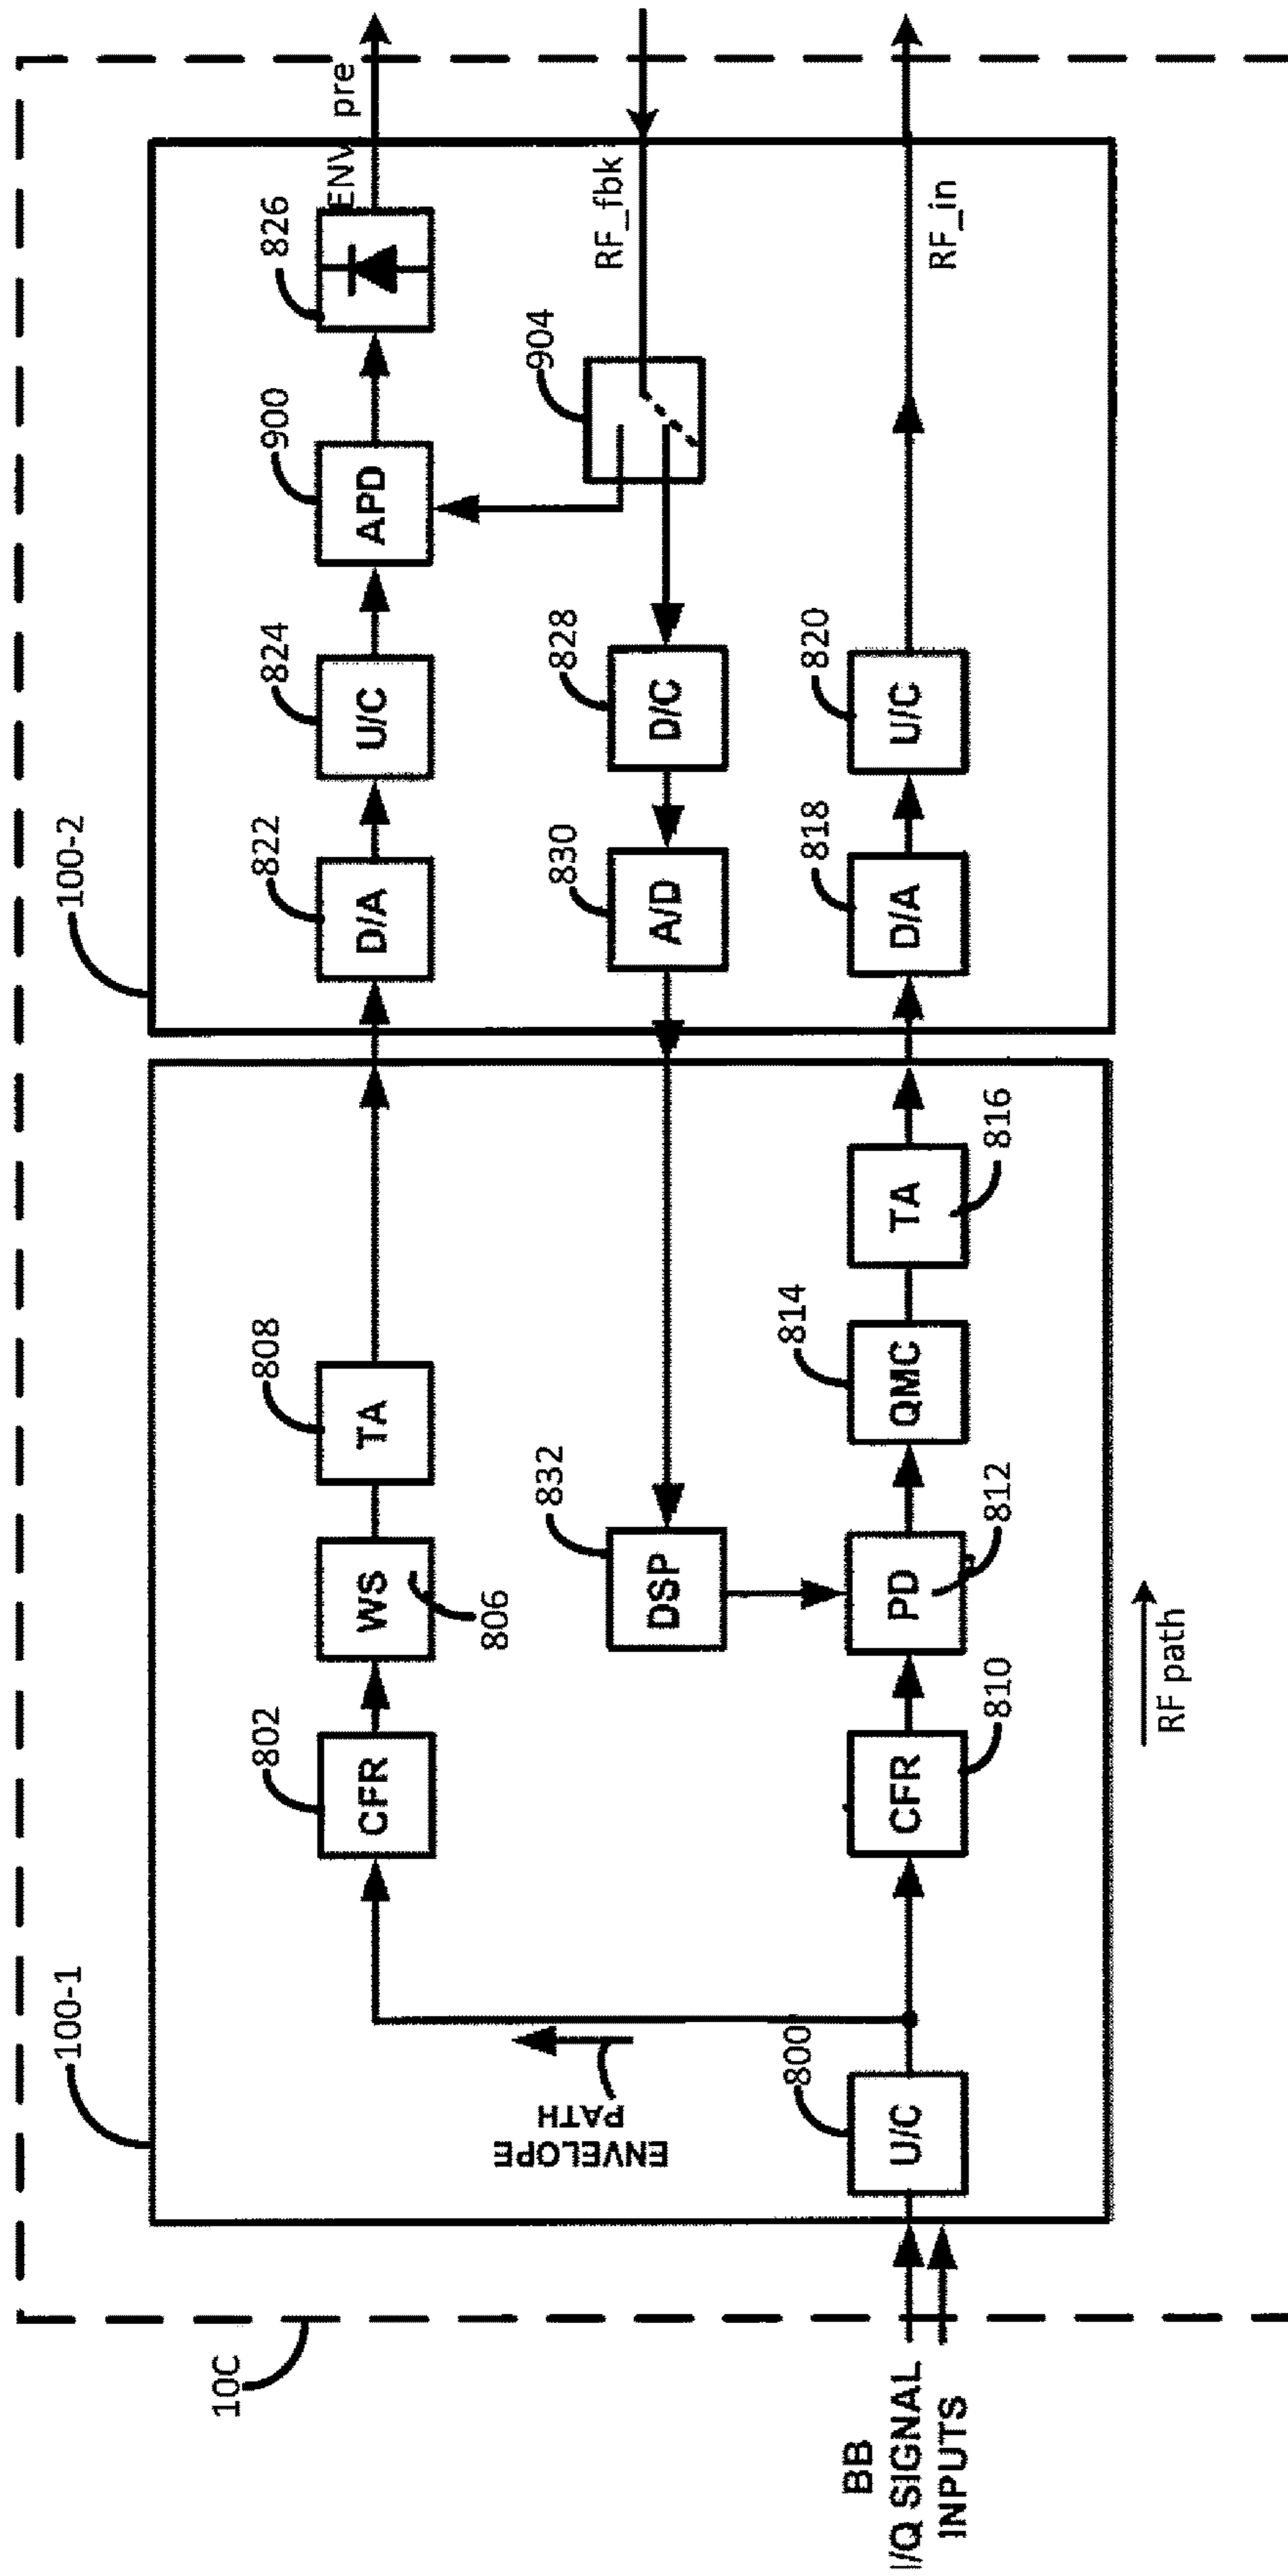 10C
100-1
100-2
BB
I/Q SIGNAL
INPUTS
ENVELOPE
PATH
802
CFR
WS
806
808
TA
822
D/A
824
U/C
900
APD
826
ENV pre
832
DSP
830
A/D
828
D/C
904
RF_fbk
800
U/C
CFR
810
PD
812
814
QMC
TA
816
818
D/A
820
U/C
RF_in
RF path